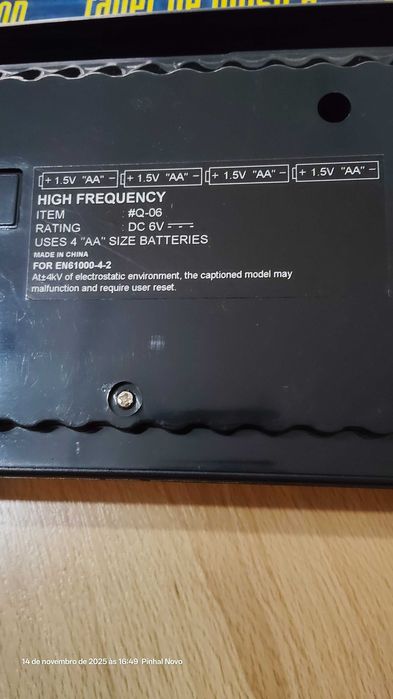 + 1.5V "AA" − + 1.5V "AA" − + 1.5V "AA" − + 1.5V "AA" −
HIGH FREQUENCY
ITEM : #Q-06
RATING : DC 6V
USES 4 "AA" SIZE BATTERIES
MADE IN CHINA
FOR EN61000-4-2
At±4kV of electrostatic environment, the captioned model may
malfunction and require user reset.
14 de novembro de 2025 às 16:49 Pinhal Novo